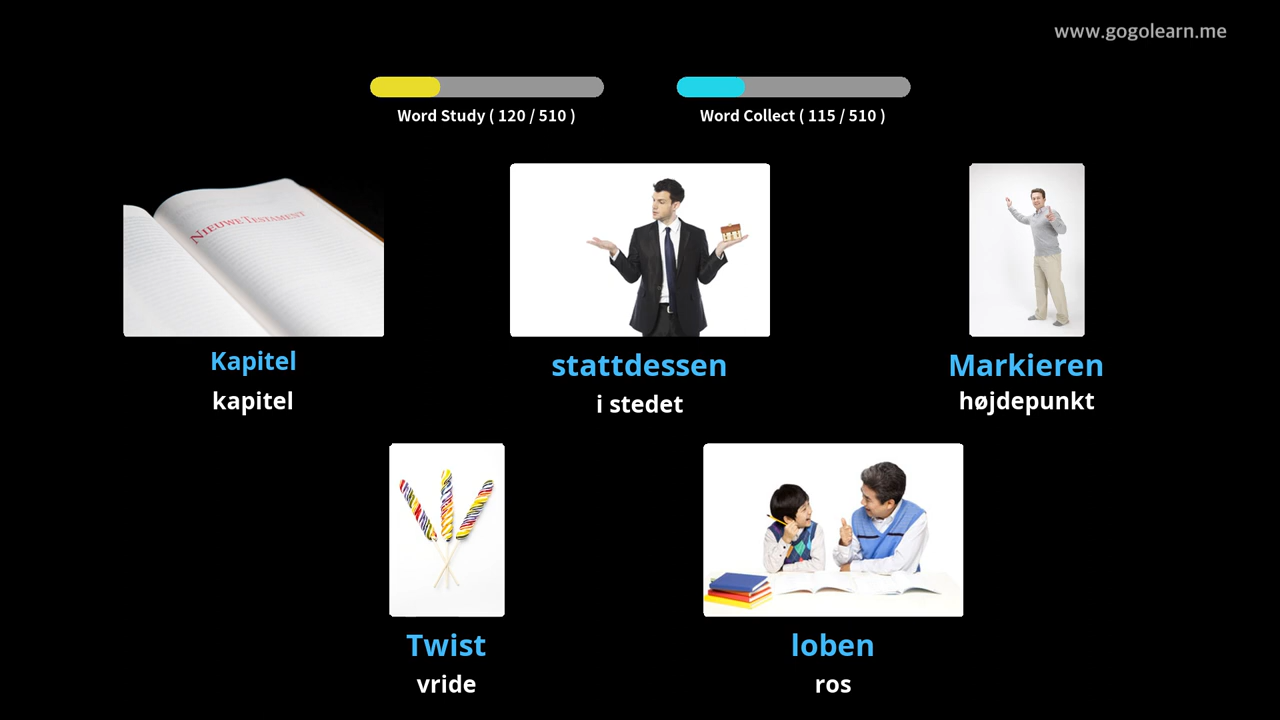 www.gogolearn.me
Word Study ( 120 / 510 )
Word Collect ( 115 / 510 )
NIEUWE TESTAMENT
Kapitel
kapitel
stattdessen
i stedet
Markieren
højdepunkt
Twist
vride
loben
ros